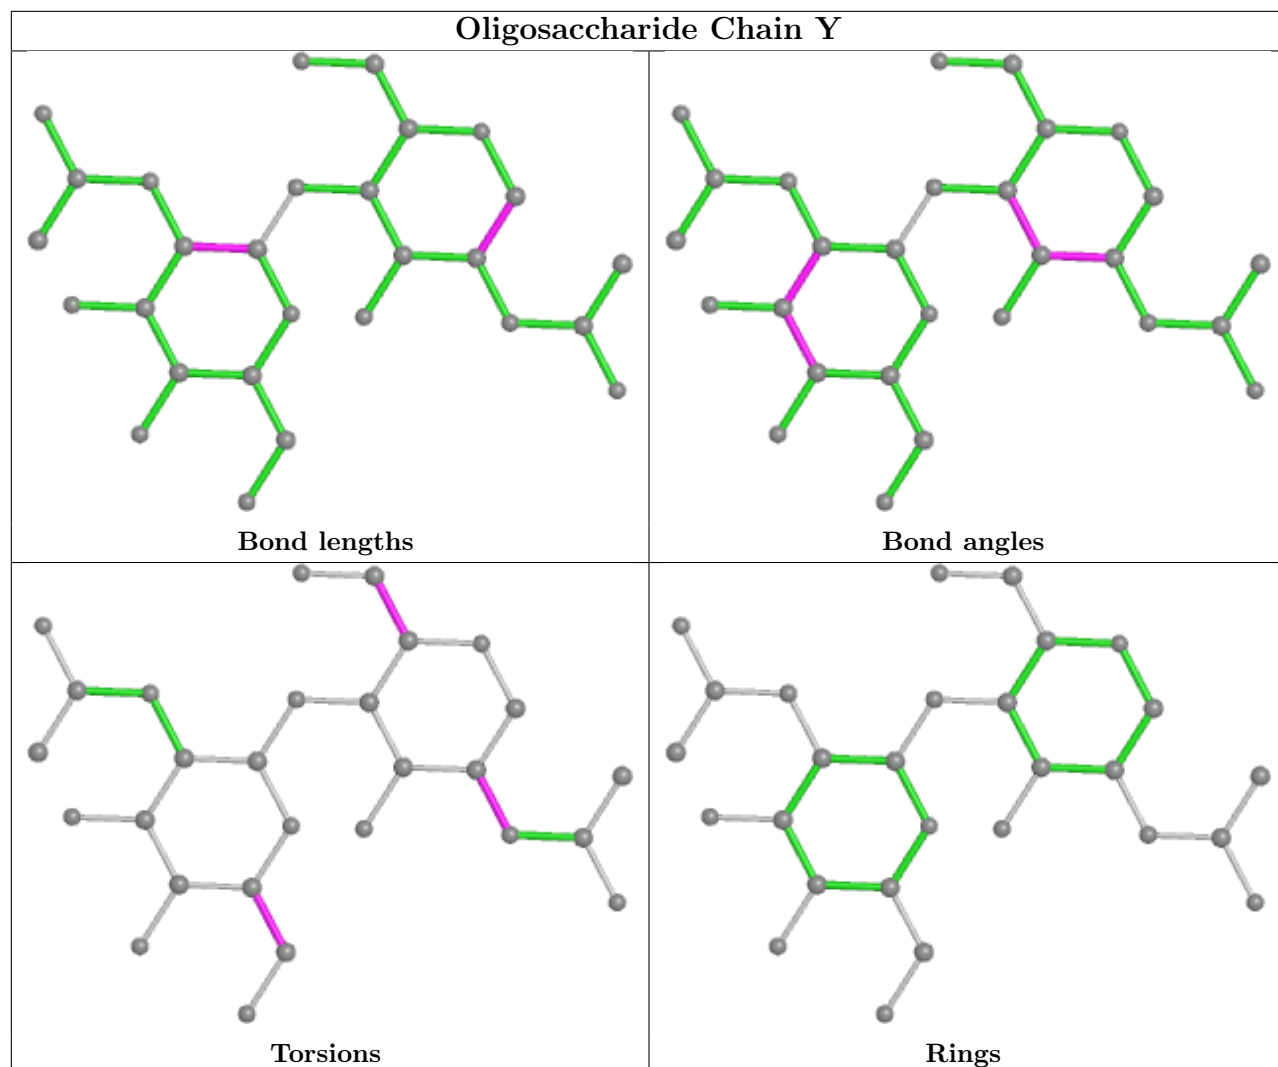 Oligosaccharide Chain Y
Bond lengths
Bond angles
Torsions
Rings